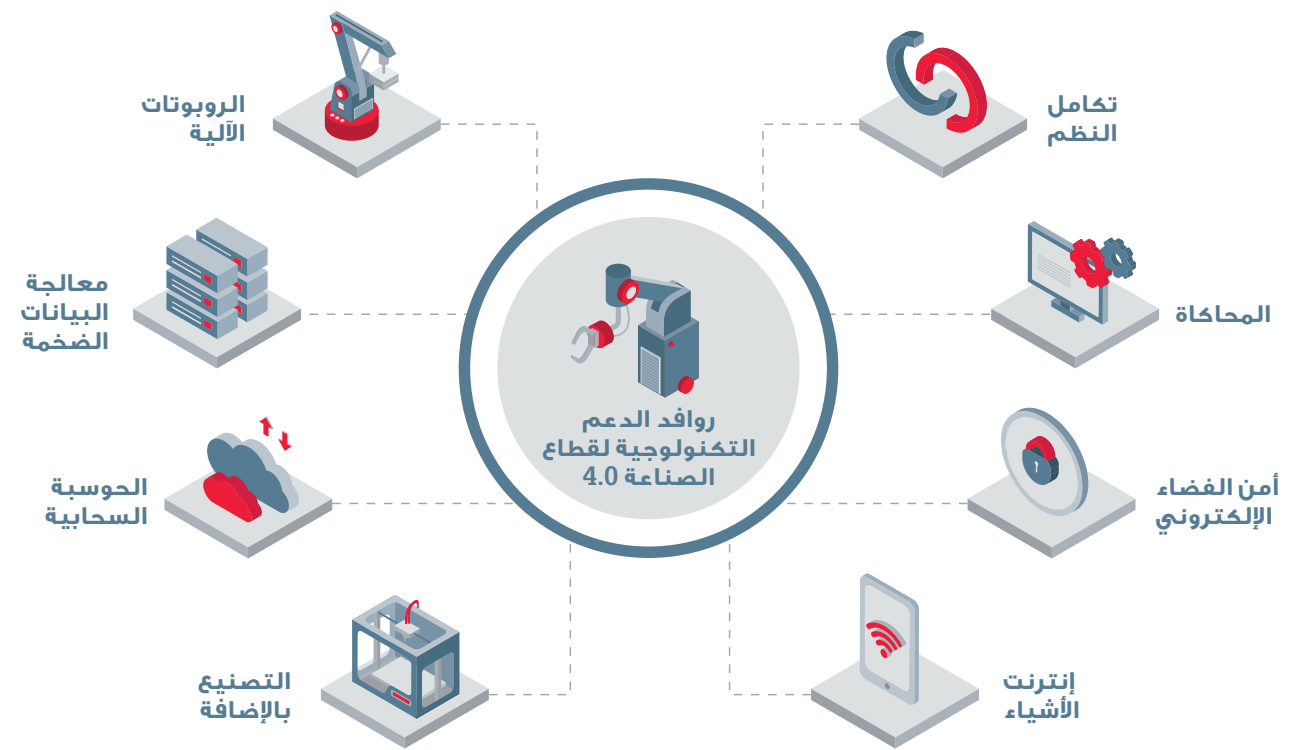 روافد الدعم
التكنولوجية لقطاع
الصناعة 4.0
تكامل
النظم
المحاكاة
أمن الفضاء
الإلكتروني
إنترنت
الأشياء
الروبوتات
الآلية
معالجة
البيانات
الضخمة
الحوسبة
السحابية
التصنيع
بالإضافة